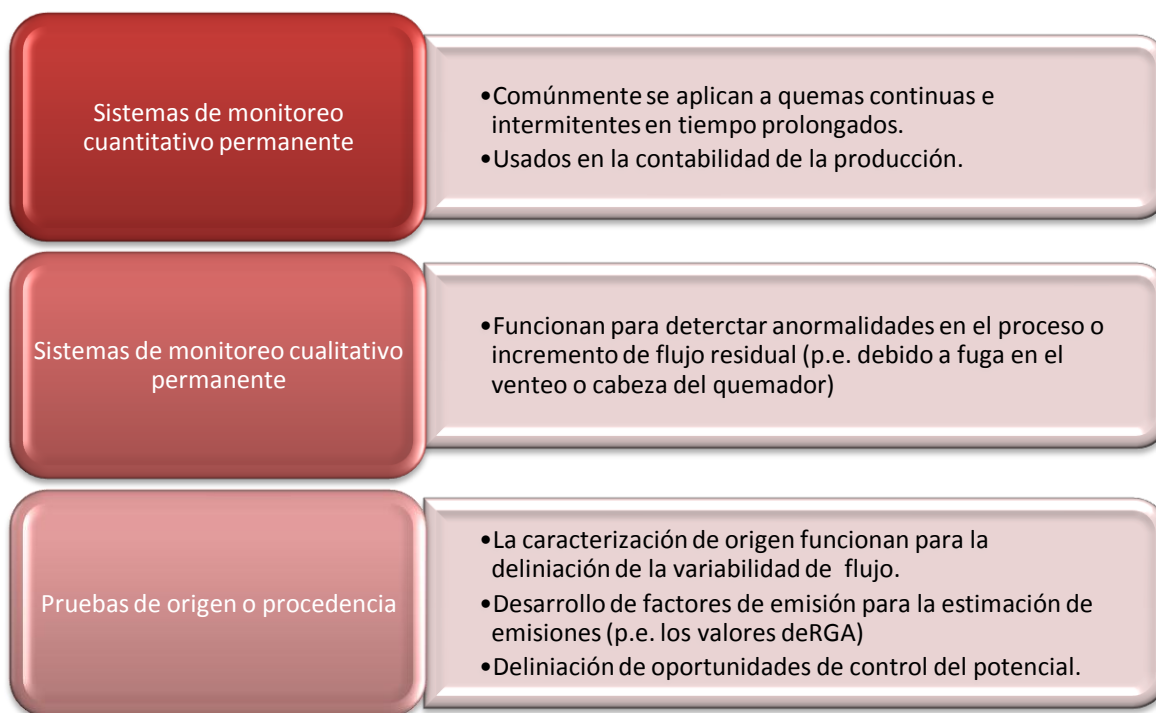 Sistemas de monitoreo
cuantitativo permanente
•Comúnmente se aplican a quemas continuas e
intermitentes en tiempo prolongados.
•Usados en la contabilidad de la producción.
Sistemas de monitoreo cualitativo
permanente
•Funcionan para deterctar anormalidades en el proceso o
incremento de flujo residual (p.e. debido a fuga en el
venteo o cabeza del quemador)
Pruebas de origen o procedencia
•La caracterización de origen funcionan para la
deliniación de la variabilidad de  flujo.
•Desarrollo de factores de emisión para la estimación de
emisiones (p.e. los valores deRGA)
•Deliniación de oportunidades de control del potencial.